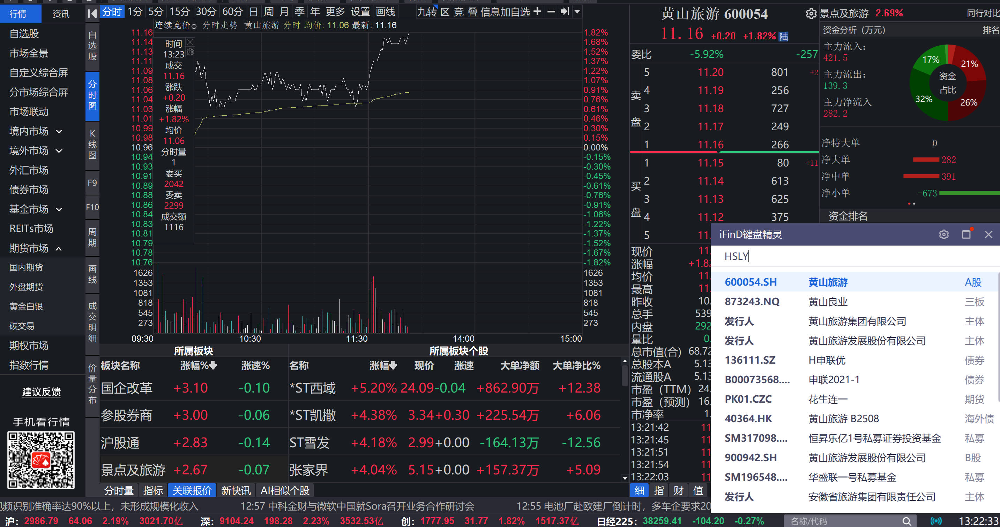 行情 资讯
自选股
市场全景
自定义综合屏
分市场综合屏
市场联动
境内市场
境外市场
外汇市场
债券市场
基金市场
REITs市场
期货市场
国内期货
外盘期货
黄金白银
碳交易
期权市场
指数行情
建议反馈
手机看行情
自选股
分时图
K线图
F9
F10
周期
画线
成交明细
价量分布
分时 1分 5分 15分 30分 60分 日 周 月 季 年 更多 设置 画线 九转 区 竞 叠 信息 加自选
连续竞价 分时走势 黄山旅游 分时 均价: 11.06 最新: 11.16
11.16 1.82%
11.14 1.68%
11.13 1.52%
11.11 1.37%
11.09 1.22%
11.08 1.07%
11.06 0.91%
11.04 0.76%
11.03 0.61%
11.01 0.46%
10.99 0.30%
10.98 0.15%
10.96 0.00%
10.94 -0.15%
10.93 -0.30%
10.91 -0.45%
10.89 -0.61%
10.88 -0.76%
10.86 -0.91%
10.84 -1.06%
10.83 -1.22%
10.81 -1.37%
10.79 -1.52%
10.78 -1.67%
10.76 -1.82%
1626 1626
1353 1353
1081 1081
818 818
545 545
273 273
09:30 10:30 11:30 14:00 15:00
时间
13:23
成交
11.16
涨跌
+0.20
涨幅
+1.82%
均价
11.06
分时量
1
委买
2042
委卖
2299
成交额
1116
所属板块
板块名称 涨幅% 涨速%
国企改革 +3.10 -0.10
参股券商 +3.00 -0.06
沪股通 +2.83 -0.14
景点及旅游 +2.67 -0.07
所属板块个股
名称 涨幅 现价 涨速 大单净额 大单净比%
*ST西域 +5.20% 24.09 -0.04 +862.90万 +12.38
*ST凯撒 +4.38% 3.34 +0.30 +225.54万 +6.06
ST雪发 +4.18% 2.99 +0.00 -164.13万 -12.56
张家界 +4.04% 5.15 +0.00 +157.37万 +5.09
分时量 指标 关联报价 新快讯 AI相似个股
黄山旅游 600054
11.16 +0.20 +1.82% 陆
委比 -5.92% -257
卖盘
5 11.20 801 +2
4 11.19 256
3 11.18 727
2 11.17 249
1 11.16 266
买盘
1 11.15 80 +11
2 11.14 613
3 11.13 625
4 11.12 375
5 11.
现价 11.
涨幅 +1.82
均价 11.
最高 11.
昨收 10.
总手 539
内盘 292
量比 0.
总市值(合) 68.72
总股本A 5.13
流通股A 5.13
市盈（TTM） 24.
市盈（预测） 16.
市净率 1.
13:21:42 11
13:21:45 11
13:21:51 11
13:21:54 11
13:22:03 11
细 指 财 值
景点及旅游 2.69% 同行对比
资金分析（万元） 排名
主力流入:
421.5
主力流出:
139.3
主力净流入
282.2
资金占比
17%
21%
32%
26%
净特大单 0
净大单 282
净中单 391
净小单 -673
资金排名
iFinD键盘精灵
HSLY
600054.SH 黄山旅游 A股
873243.NQ 黄山良业 三板
发行人 黄山旅游集团有限公司 主体
发行人 黄山旅游发展股份有限公司 主体
136111.SZ H申联优 债券
B00073568.... 申联2021-1 债券
PK01.CZC 花生连一 期货
40364.HK 黄山旅游 B2508 海外债
SM317098.... 恒昇乐亿1号私募证券投资基金 私募
900942.SH 黄山旅游发展股份有限公司 B股
SM196548.... 华盛联一号私募基金 私募
发行人 安徽省旅游集团有限责任公司 主体
频识别准确率达90%以上，未形成规模化收入 12:57 中科金财与微软中国就Sora召开业务合作研讨会 12:55 电池厂赴欧建厂倒计时，多车企要求20
沪: 2986.79 64.06 2.19% 3021.70亿 深: 9104.24 198.28 2.23% 3532.53亿 创: 1777.95 31.77 1.82% 1517.37亿 日经225: 38259.41 -104.20 -0.27% 名称/代码 13:22:33